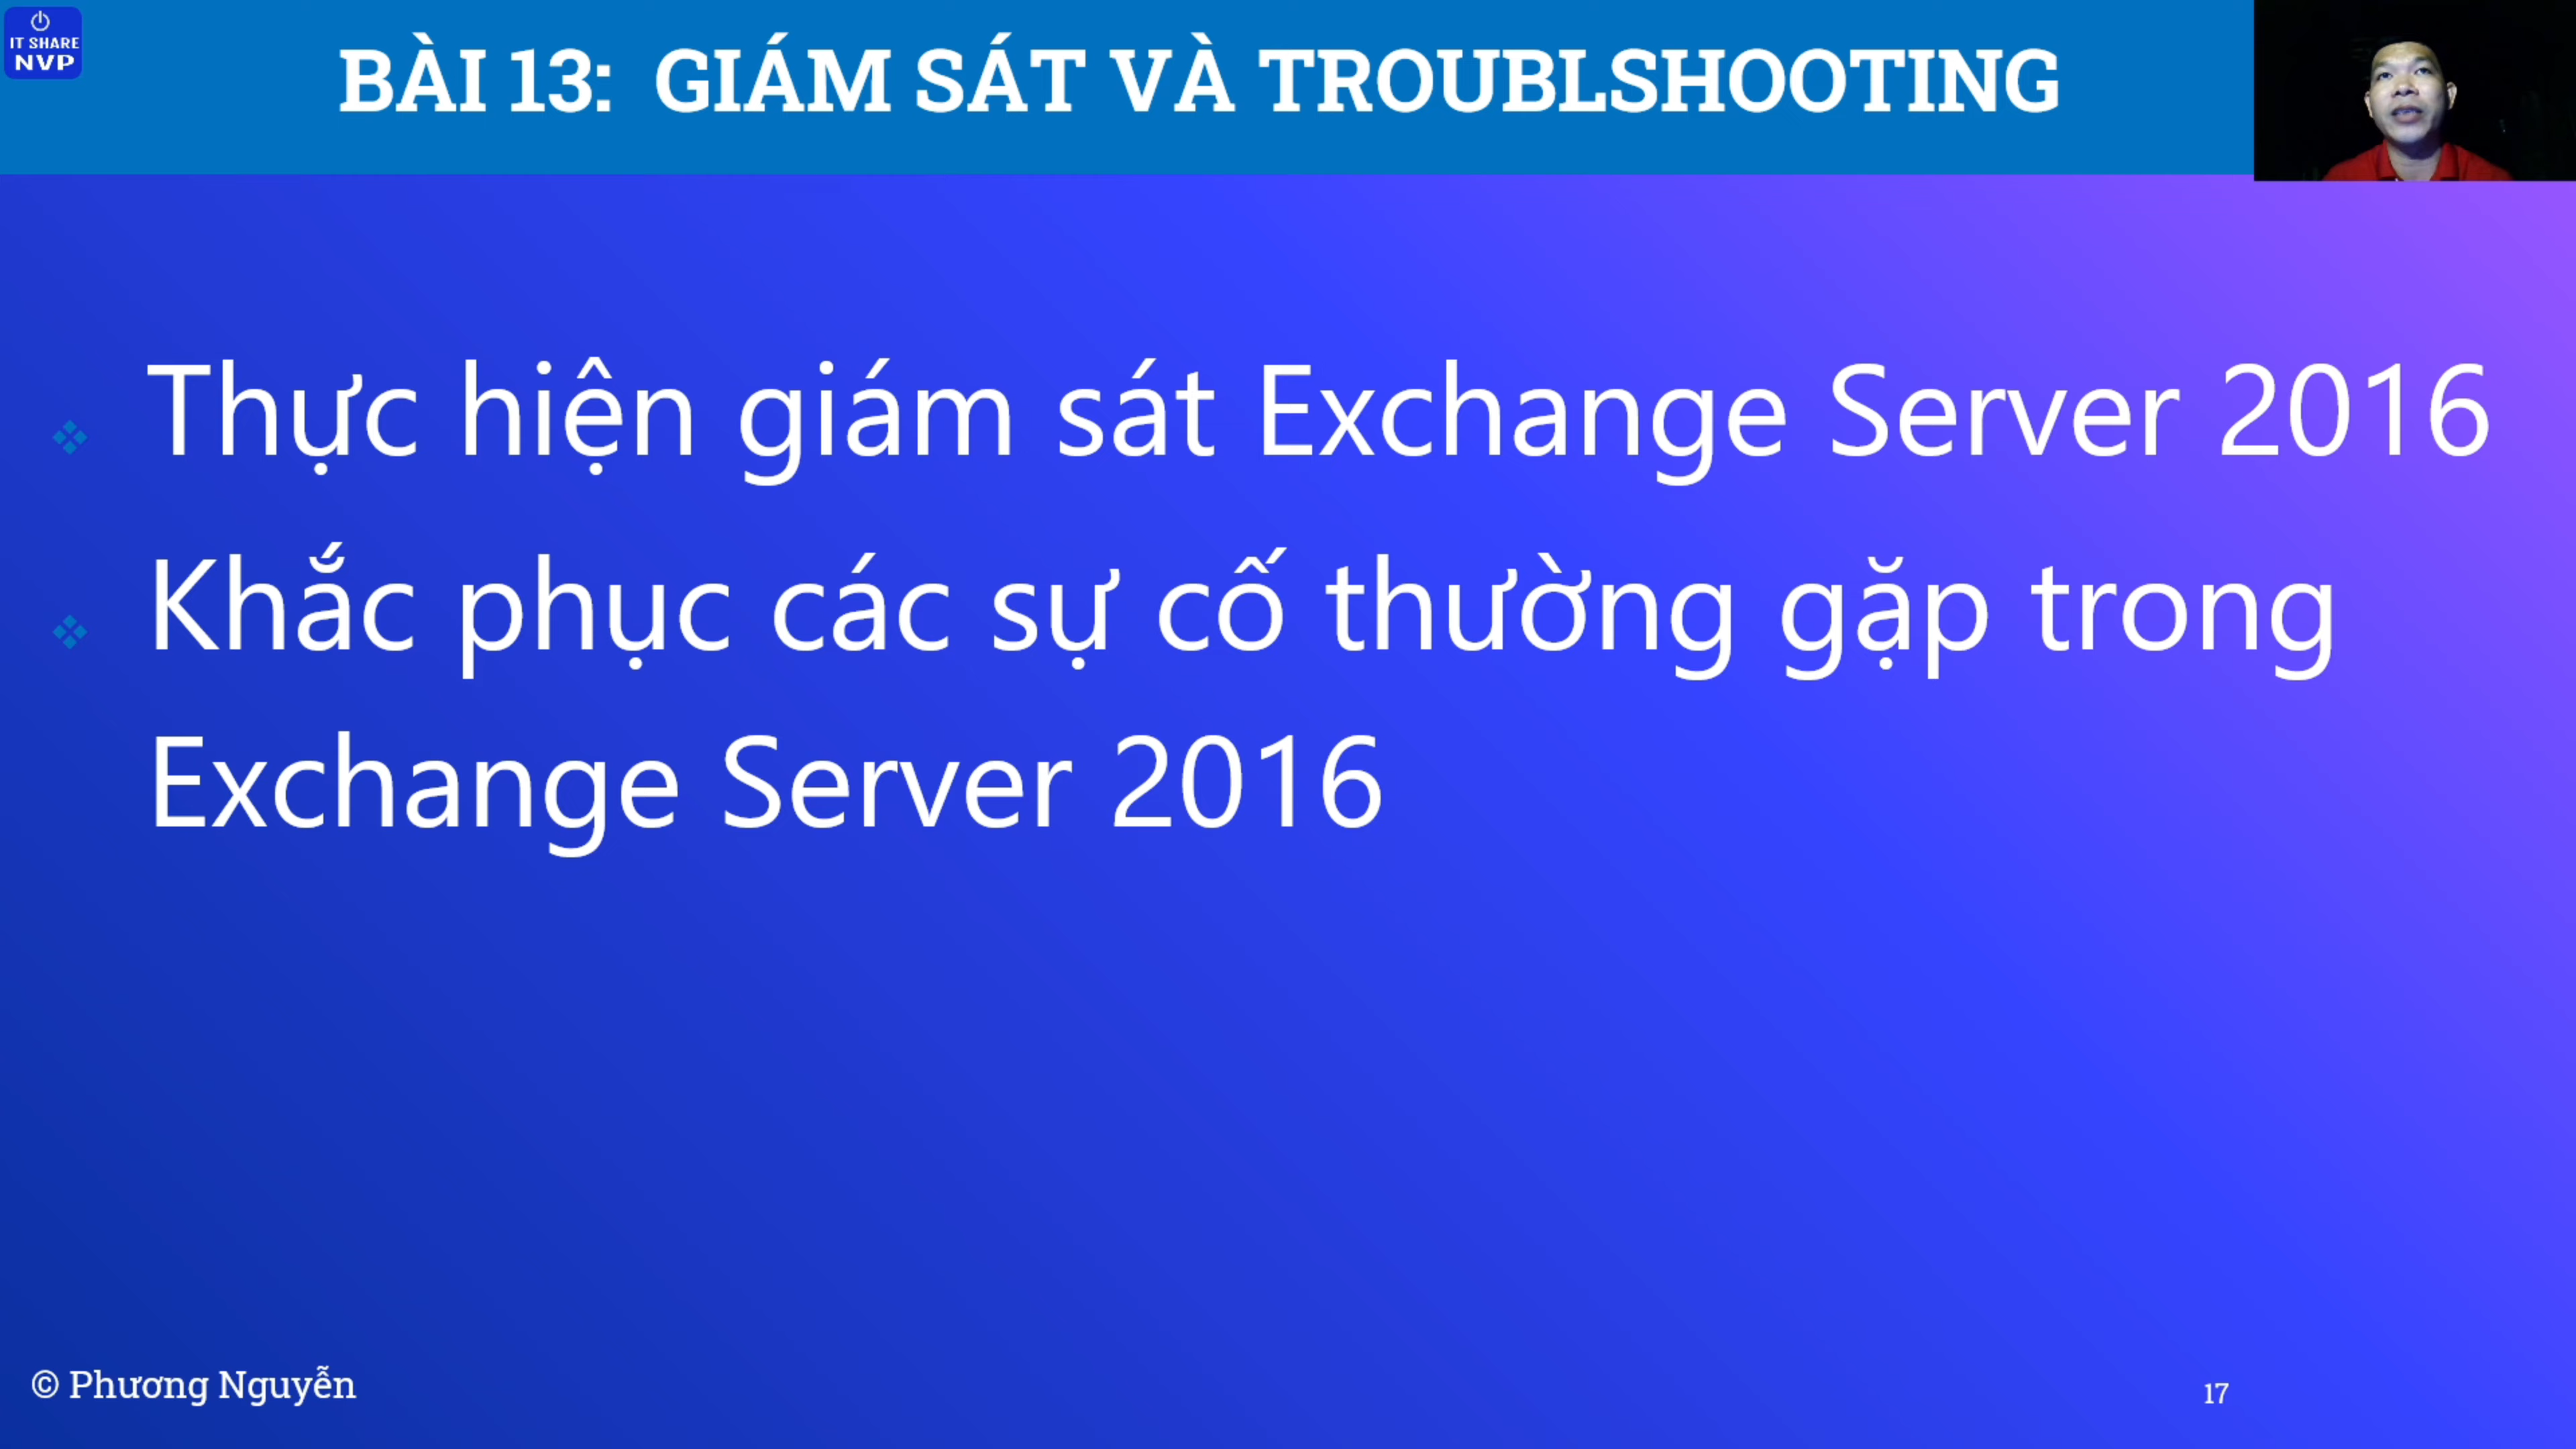 IT SHARE
NVP
BÀI 13: GIÁM SÁT VÀ TROUBLSHOOTING
Thực hiện giám sát Exchange Server 2016
Khắc phục các sự cố thường gặp trong
Exchange Server 2016
© Phương Nguyễn
17